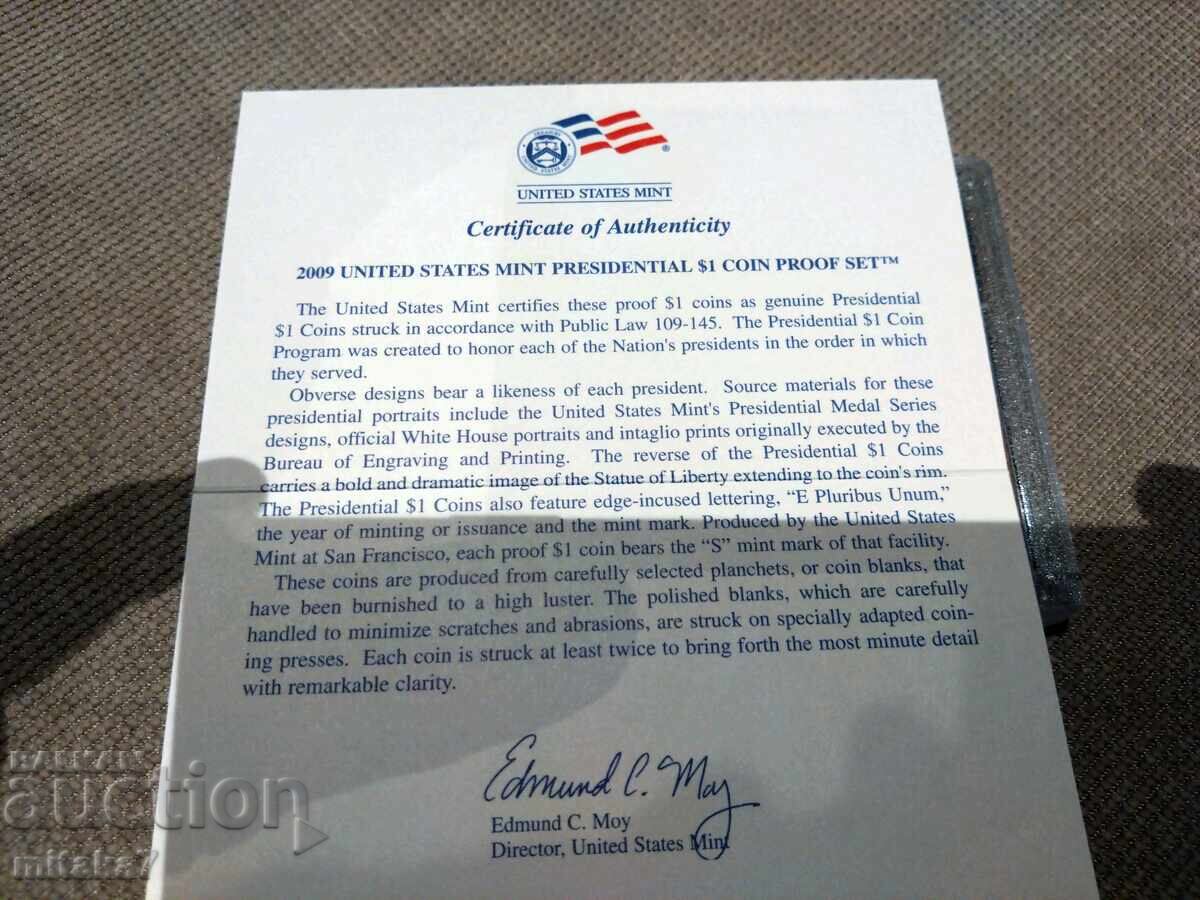 UNITED STATES MINT
Certificate of Authenticity
2009 UNITED STATES MINT PRESIDENTIAL $1 COIN PROOF SET™
The United States Mint certifies these proof $1 coins as genuine Presidential
$1 Coins struck in accordance with Public Law 109-145. The Presidential $1 Coin
Program was created to honor each of the Nation's presidents in the order in which
they served.
Obverse designs bear a likeness of each president. Source materials for these
presidential portraits include the United States Mint's Presidential Medal Series
designs, official White House portraits and intaglio prints originally executed by the
Bureau of Engraving and Printing. The reverse of the Presidential $1 Coins
carries a bold and dramatic image of the Statue of Liberty extending to the coin's rim.
The Presidential $1 Coins also feature edge-incused lettering, “E Pluribus Unum,”
the year of minting or issuance and the mint mark. Produced by the United States
Mint at San Francisco, each proof $1 coin bears the “S” mint mark of that facility.
These coins are produced from carefully selected planchets, or coin blanks, that
have been burnished to a high luster. The polished blanks, which are carefully
handled to minimize scratches and abrasions, are struck on specially adapted coin-
ing presses. Each coin is struck at least twice to bring forth the most minute detail
with remarkable clarity.
Edmund C. Moy
Edmund C. Moy
Director, United States Mint
BALKAN
auction
mitaka7